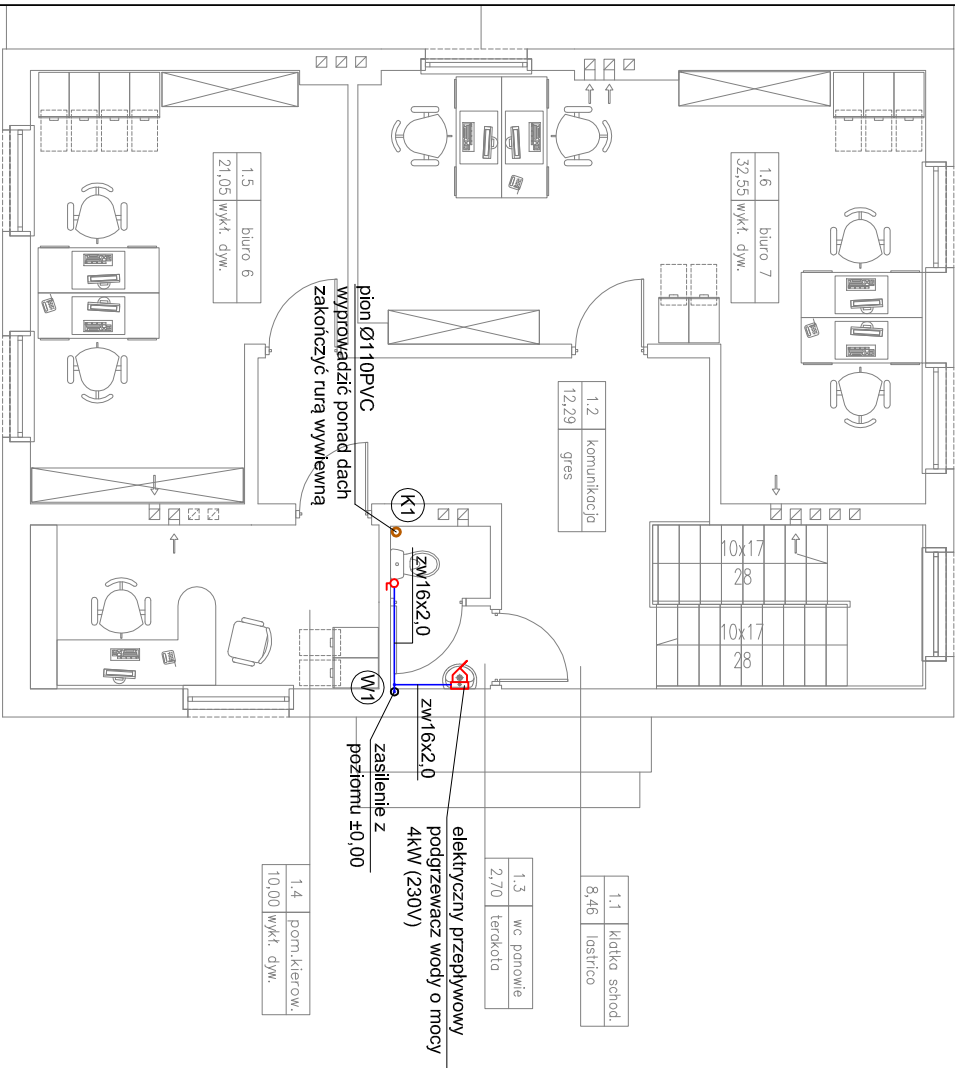 1.6 biuro 7
32,55 wykł. dyw.
1.5 biuro 6
21,05 wykł. dyw.
1.2 komunikacja
12,29 gres
10x17
28
10x17
28
pion Ø110PVC
wyprowadzić ponad dach
zakończyć rurą wywiewną
K1
zw16x2,0
W1
zw16x2,0
zasilenie z
poziomu ±0,00
elektryczny przepływowy
podgrzewacz wody o mocy
4kW (230V)
1.1 klatka schod.
8,46 lastrico
1.3 wc panowie
2,70 terakota
1.4 pom.kierow.
10,00 wykł. dyw.